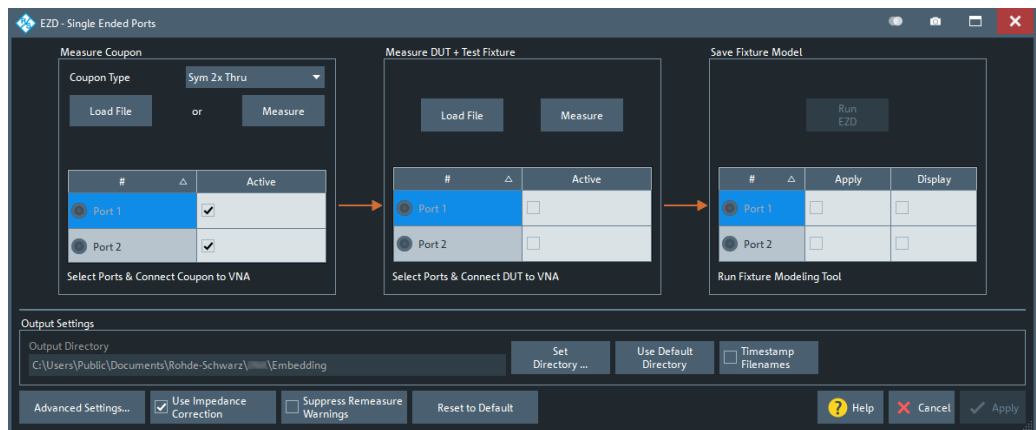 EZD - Single Ended Ports
Measure Coupon
Coupon Type
Sym 2x Thru
Load File
or
Measure
# Active
Port 1
Port 2
Select Ports & Connect Coupon to VNA
Measure DUT + Test Fixture
Load File
Measure
# Active
Port 1
Port 2
Select Ports & Connect DUT to VNA
Save Fixture Model
Run
EZD
# Apply Display
Port 1
Port 2
Run Fixture Modeling Tool
Output Settings
Output Directory
C:\Users\Public\Documents\Rohde-Schwarz\ \Embedding
Set
Directory ...
Use Default
Directory
Timestamp
Filenames
Advanced Settings...
Use Impedance
Correction
Suppress Remeasure
Warnings
Reset to Default
? Help
Cancel
Apply